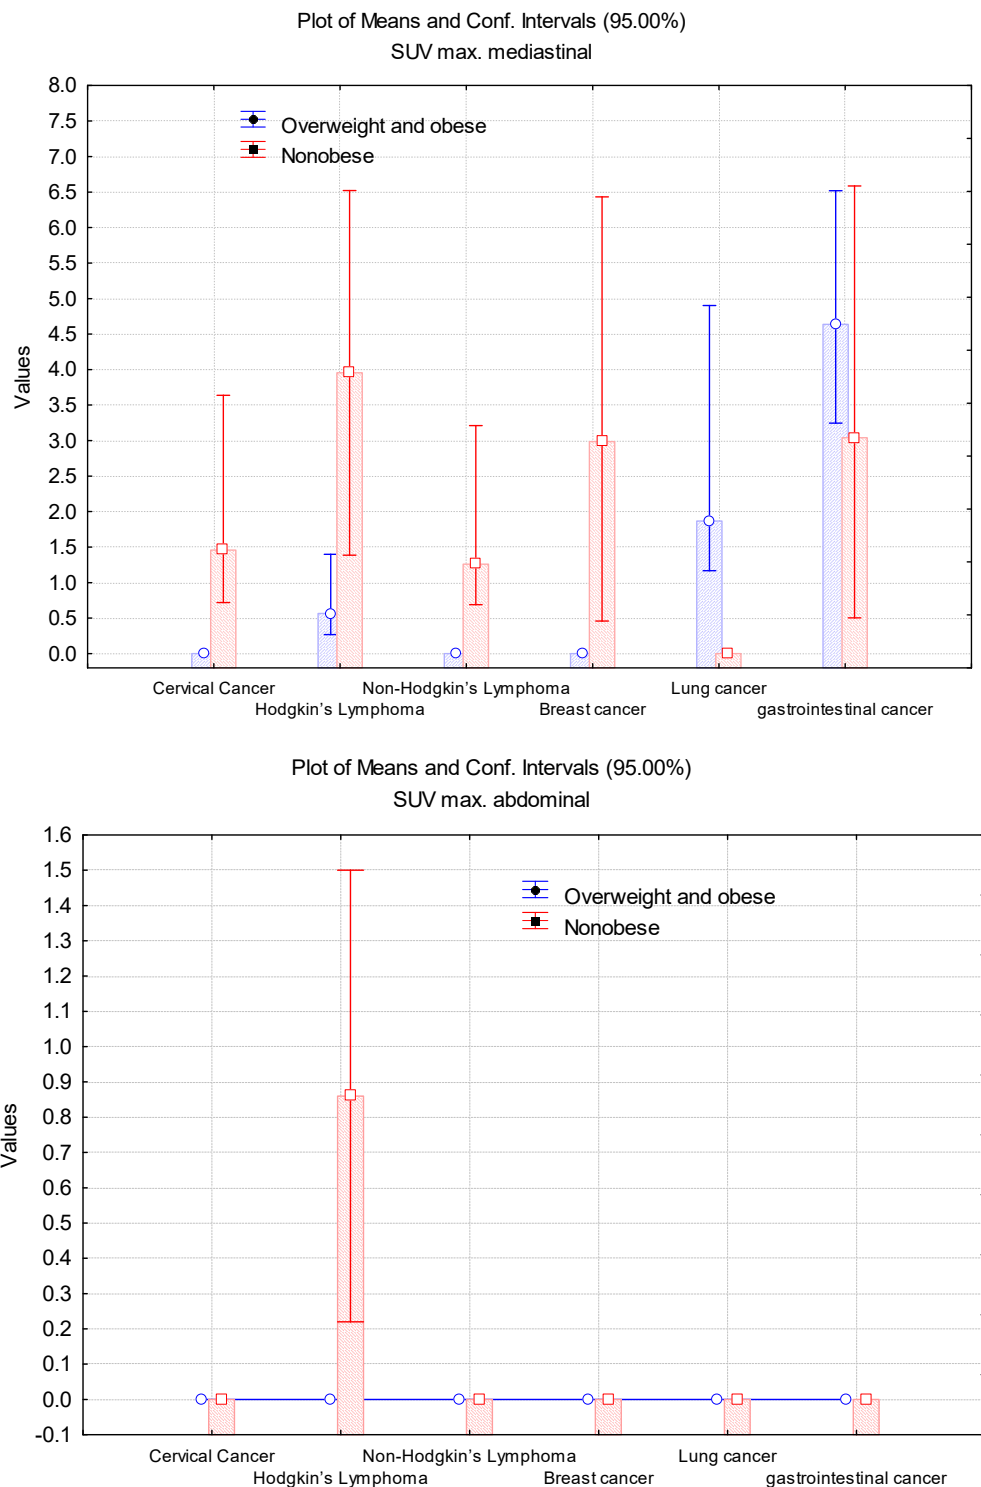 Plot of Means and Conf. Intervals (95.00%)
SUV max. mediastinal
8.0
7.5
7.0
6.5
6.0
5.5
5.0
4.5
4.0
3.5
3.0
2.5
2.0
1.5
1.0
0.5
0.0
Values
Overweight and obese
Nonobese
Cervical Cancer
Hodgkin's Lymphoma
Non-Hodgkin's Lymphoma
Breast cancer
Lung cancer
gastrointestinal cancer
Plot of Means and Conf. Intervals (95.00%)
SUV max. abdominal
1.6
1.5
1.4
1.3
1.2
1.1
1.0
0.9
0.8
0.7
0.6
0.5
0.4
0.3
0.2
0.1
0.0
-0.1
Values
Overweight and obese
Nonobese
Cervical Cancer
Hodgkin's Lymphoma
Non-Hodgkin's Lymphoma
Breast cancer
Lung cancer
gastrointestinal cancer